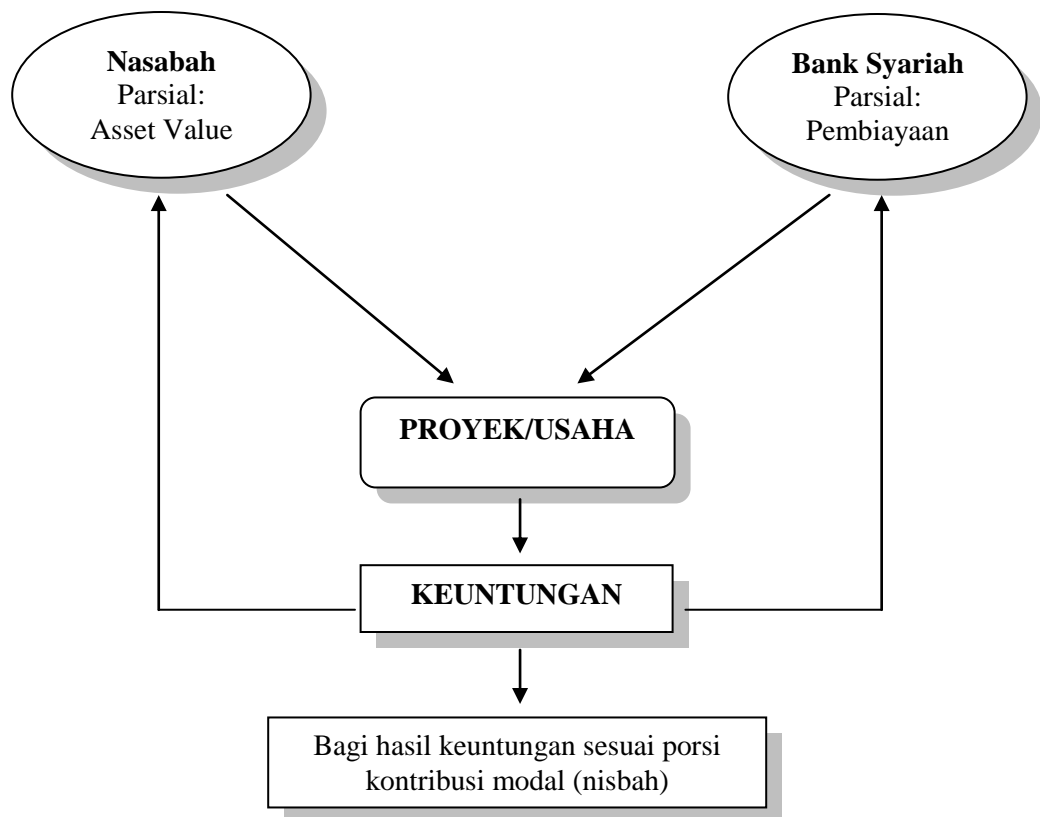 Nasabah
Parsial:
Asset Value
Bank Syariah
Parsial:
Pembiayaan
PROYEK/USAHA
KEUNTUNGAN
Bagi hasil keuntungan sesuai porsi
kontribusi modal (nisbah)